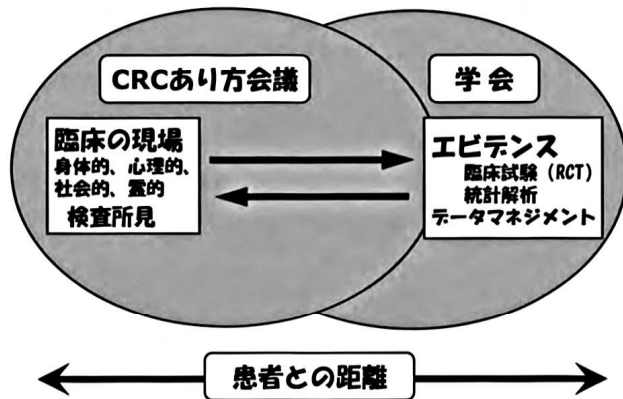 CRCあり方会議
学会
臨床の現場
身体的、心理的、
社会的、霊的
検査所見
エビデンス
臨床試験（RCT）
統計解析
データマネジメント
患者との距離